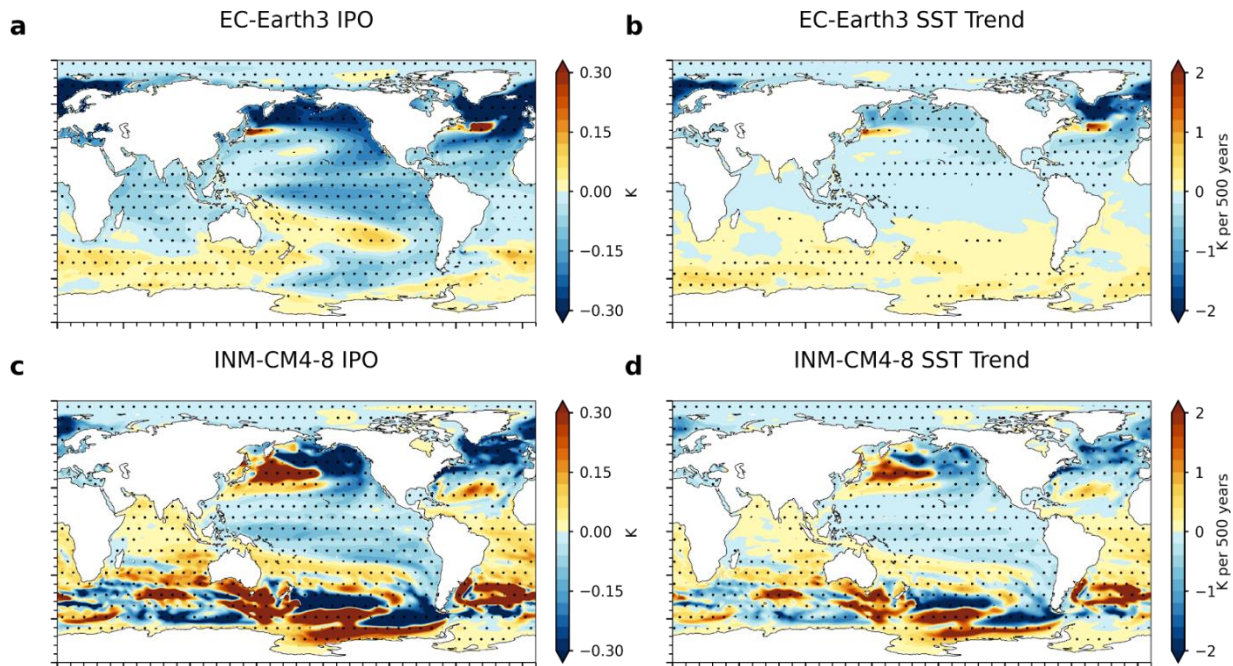 a
EC-Earth3 IPO
0.30
0.15
0.00
−0.15
−0.30
K
b
EC-Earth3 SST Trend
2
1
0
−1
−2
K per 500 years
c
INM-CM4-8 IPO
0.30
0.15
0.00
−0.15
−0.30
K
d
INM-CM4-8 SST Trend
2
1
0
−1
−2
K per 500 years